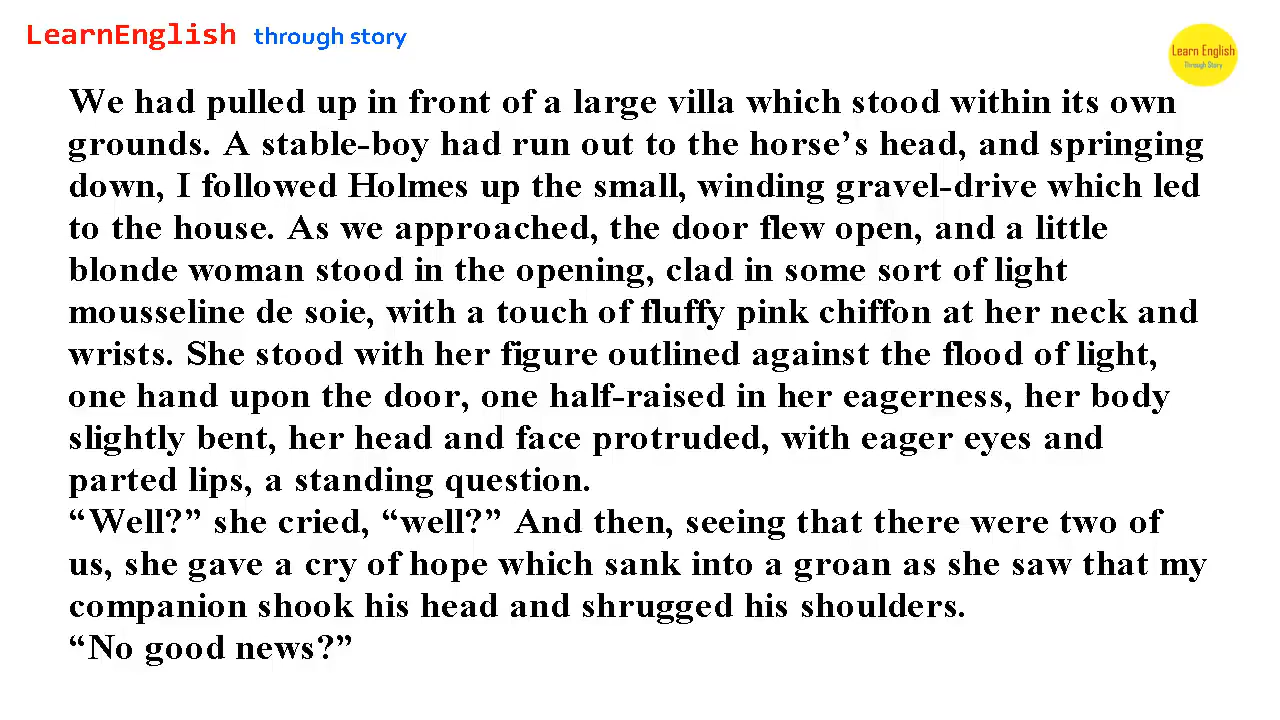 LearnEnglish through story
Learn English
Through Story
We had pulled up in front of a large villa which stood within its own
grounds. A stable-boy had run out to the horse’s head, and springing
down, I followed Holmes up the small, winding gravel-drive which led
to the house. As we approached, the door flew open, and a little
blonde woman stood in the opening, clad in some sort of light
mousseline de soie, with a touch of fluffy pink chiffon at her neck and
wrists. She stood with her figure outlined against the flood of light,
one hand upon the door, one half-raised in her eagerness, her body
slightly bent, her head and face protruded, with eager eyes and
parted lips, a standing question.
“Well?” she cried, “well?” And then, seeing that there were two of
us, she gave a cry of hope which sank into a groan as she saw that my
companion shook his head and shrugged his shoulders.
“No good news?”